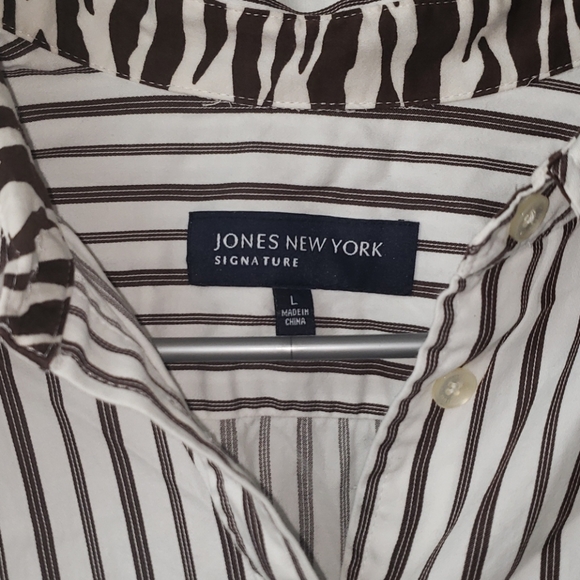 JONES NEW YORK
SIGNATURE
L
MADE IN
CHINA